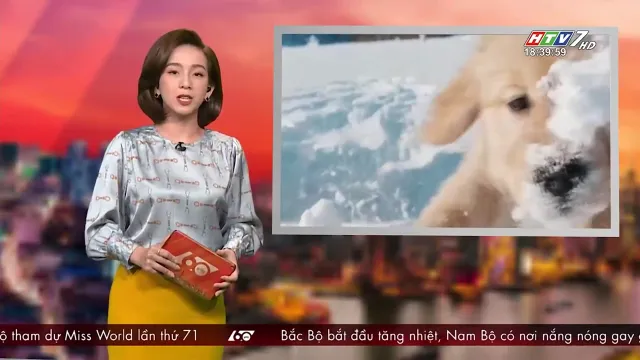 HTV7 HD
18:39:59
ộ tham dự Miss World lần thứ 71 60 Bắc Bộ bắt đầu tăng nhiệt, Nam Bộ có nơi nắng nóng gay